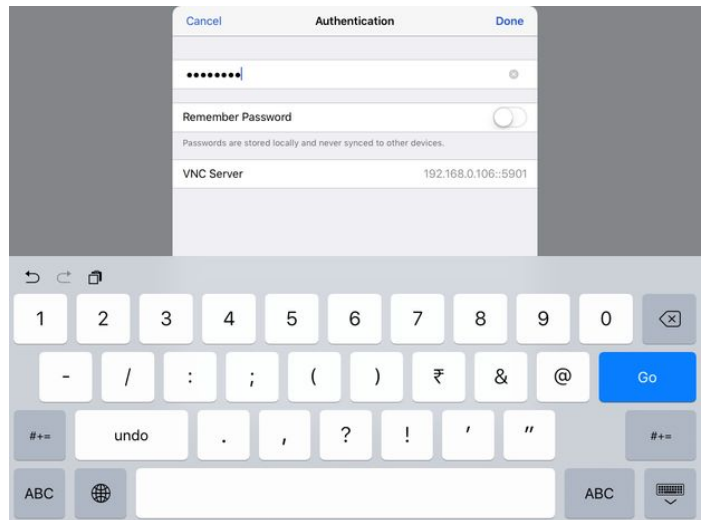 Cancel Authentication Done
••••••••
Remember Password
Passwords are stored locally and never synced to other devices.
VNC Server 192.168.0.106::5901
1 2 3 4 5 6 7 8 9 0
- / : ; ( ) ₹ & @ Go
#+= undo . , ? ! ' " #+=
ABC ABC